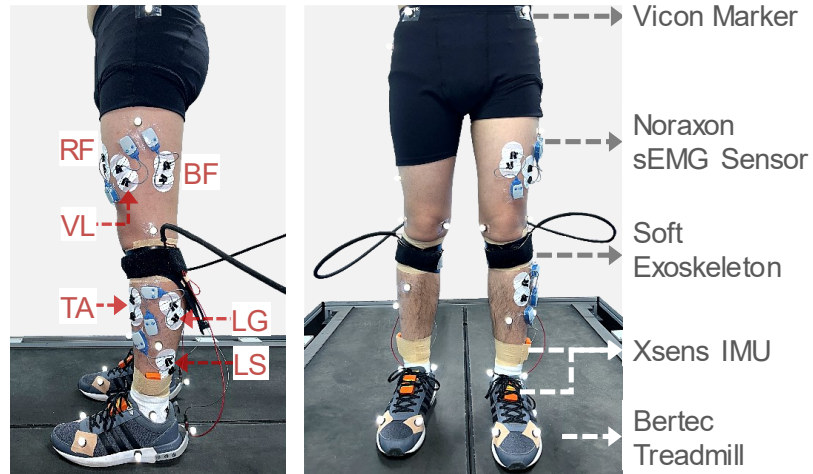 RF
BF
VL
TA
LG
LS
Vicon Marker
Noraxon
sEMG Sensor
Soft
Exoskeleton
Xsens IMU
Bertec
Treadmill